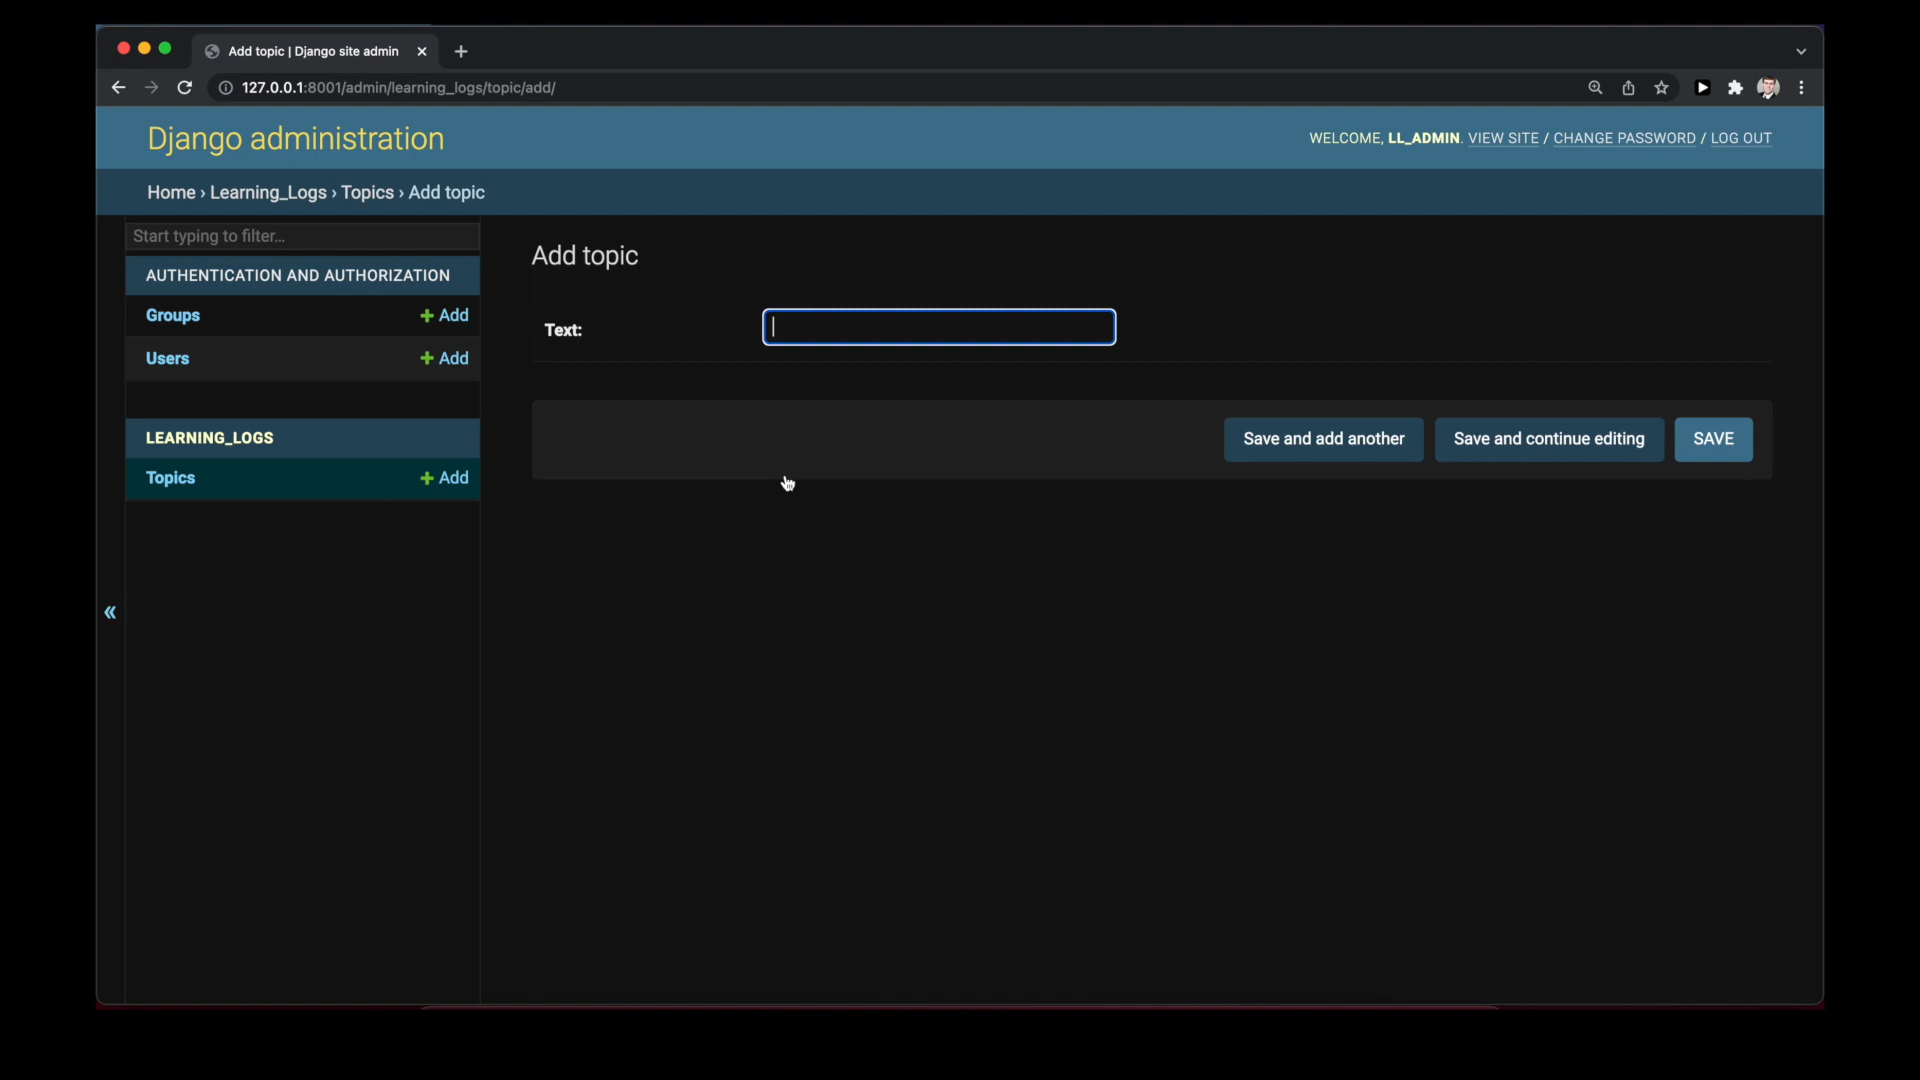 Add topic | Django site admin
127.0.0.1:8001/admin/learning_logs/topic/add/
Django administration
WELCOME, LL_ADMIN. VIEW SITE / CHANGE PASSWORD / LOG OUT
Home › Learning_Logs › Topics › Add topic
Start typing to filter...
AUTHENTICATION AND AUTHORIZATION
Groups + Add
Users + Add
LEARNING_LOGS
Topics + Add
«
Add topic
Text:
Save and add another Save and continue editing SAVE